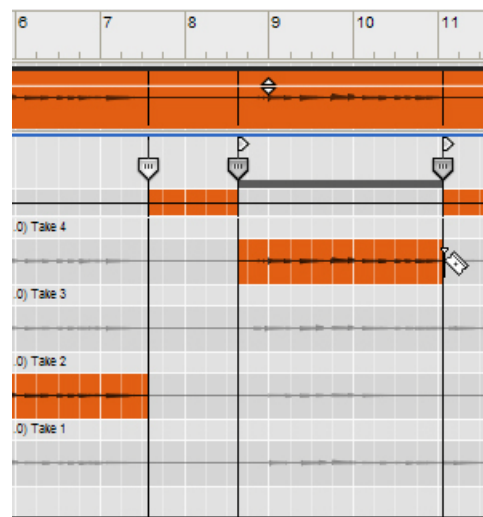 6 7 8 9 10 11
.0) Take 4
.0) Take 3
.0) Take 2
.0) Take 1